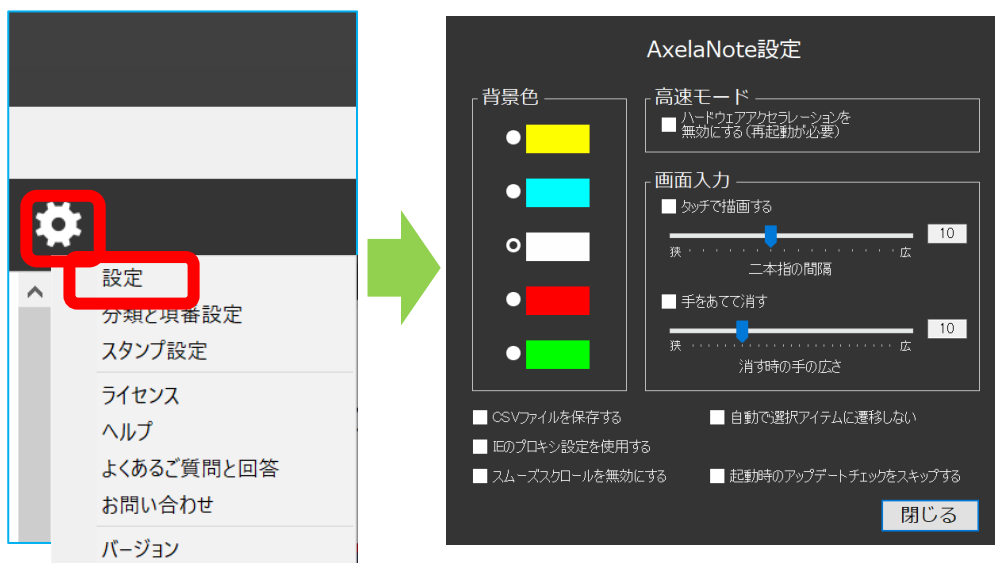 設定
分類と項番設定
スタンプ設定
ライセンス
ヘルプ
よくあるご質問と回答
お問い合わせ
バージョン
AxelaNote設定
背景色
高速モード
ハードウェアアクセラレーションを
無効にする(再起動が必要)
画面入力
タッチで描画する
10
狭
広
二本指の間隔
手をあてて消す
10
狭
広
消す時の手の広さ
CSVファイルを保存する
自動で選択アイテムに遷移しない
IEのプロキシ設定を使用する
スムーズスクロールを無効にする
起動時のアップデートチェックをスキップする
閉じる